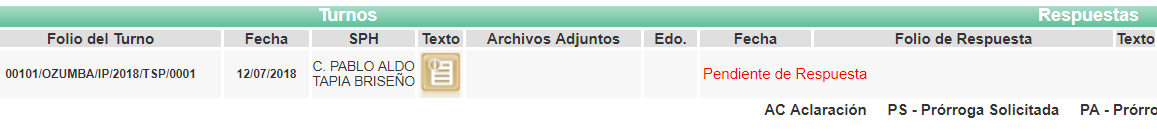 Turnos Respuestas
Folio del Turno Fecha SPH Texto Archivos Adjuntos Edo. Fecha Folio de Respuesta Texto
00101/OZUMBA/IP/2018/TSP/0001 12/07/2018 C. PABLO ALDO TAPIA BRISEÑO Pendiente de Respuesta
AC Aclaración PS - Prórroga Solicitada PA - Prórro